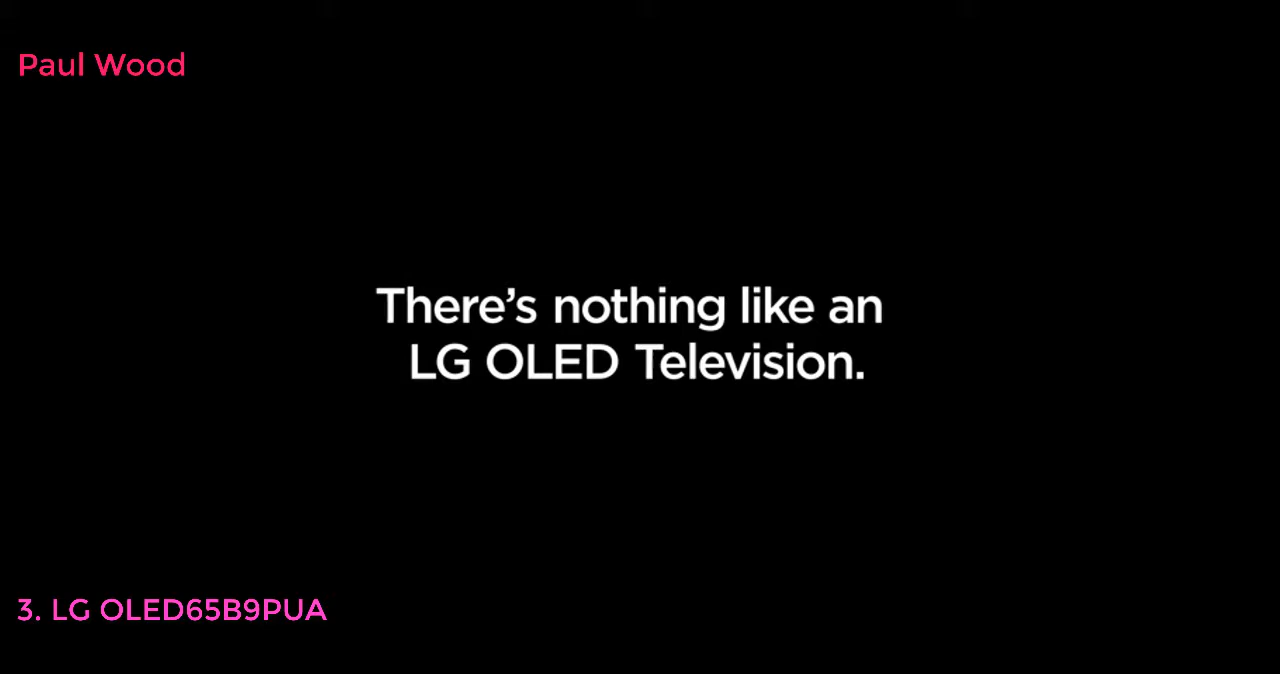 Paul Wood
There’s nothing like an
LG OLED Television.
3. LG OLED65B9PUA